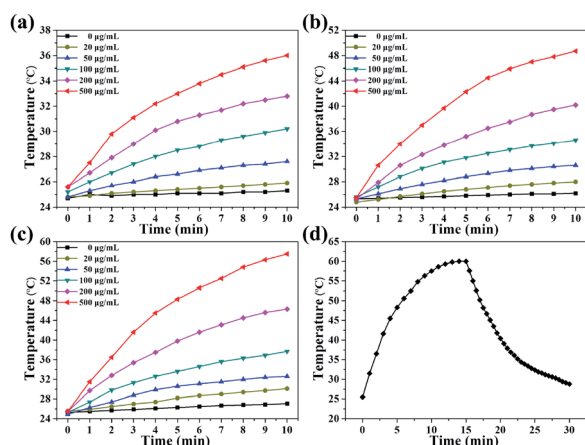 (a)
0 µg/mL
20 µg/mL
50 µg/mL
100 µg/mL
200 µg/mL
500 µg/mL
Temperature (°C)
38
36
34
32
30
28
26
24
0 1 2 3 4 5 6 7 8 9 10
Time (min)
(b)
0 µg/mL
20 µg/mL
50 µg/mL
100 µg/mL
200 µg/mL
500 µg/mL
Temperature (°C)
52
48
44
40
36
32
28
24
0 1 2 3 4 5 6 7 8 9 10
Time (min)
(c)
0 µg/mL
20 µg/mL
50 µg/mL
100 µg/mL
200 µg/mL
500 µg/mL
Temperature (°C)
60
56
52
48
44
40
36
32
28
24
0 1 2 3 4 5 6 7 8 9 10
Time (min)
(d)
Temperature (°C)
70
60
50
40
30
20
0 5 10 15 20 25 30
Time (min)